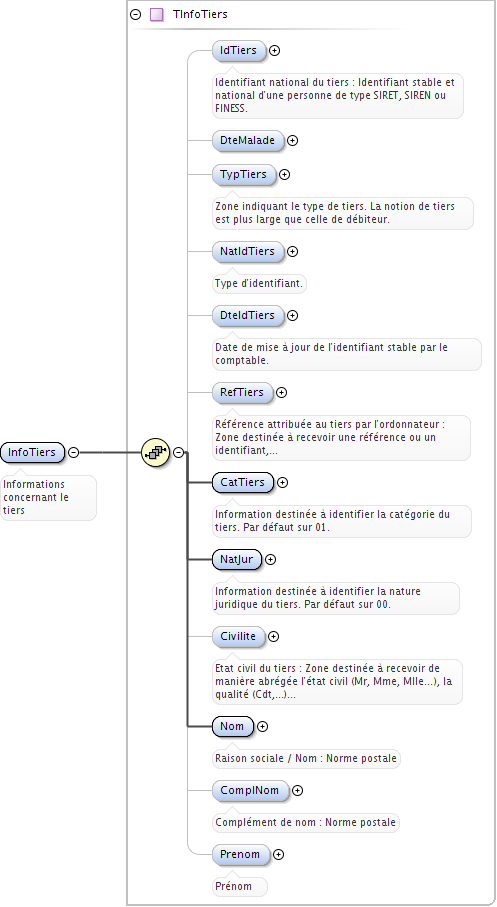 TInfoTiers
IdTiers
Identifiant national du tiers : Identifiant stable et
national d'une personne de type SIRET, SIREN ou
FINESS.
DteMalade
TypTiers
Zone indiquant le type de tiers. La notion de tiers
est plus large que celle de débiteur.
NatIdTiers
Type d'identifiant.
DteIdTiers
Date de mise à jour de l'identifiant stable par le
comptable.
RefTiers
Référence attribuée au tiers par l'ordonnateur :
Zone destinée à recevoir une référence ou un
identifiant,...
InfoTiers
Informations
concernant le
tiers
CatTiers
Information destinée à identifier la catégorie du
tiers. Par défaut sur 01.
NatJur
Information destinée à identifier la nature
juridique du tiers. Par défaut sur 00.
Civilite
Etat civil du tiers : Zone destinée à recevoir de
manière abrégée l'état civil (Mr, Mme, Mlle...), la
qualité (Cdt,...)...
Nom
Raison sociale / Nom : Norme postale
ComplNom
Complément de nom : Norme postale
Prenom
Prénom